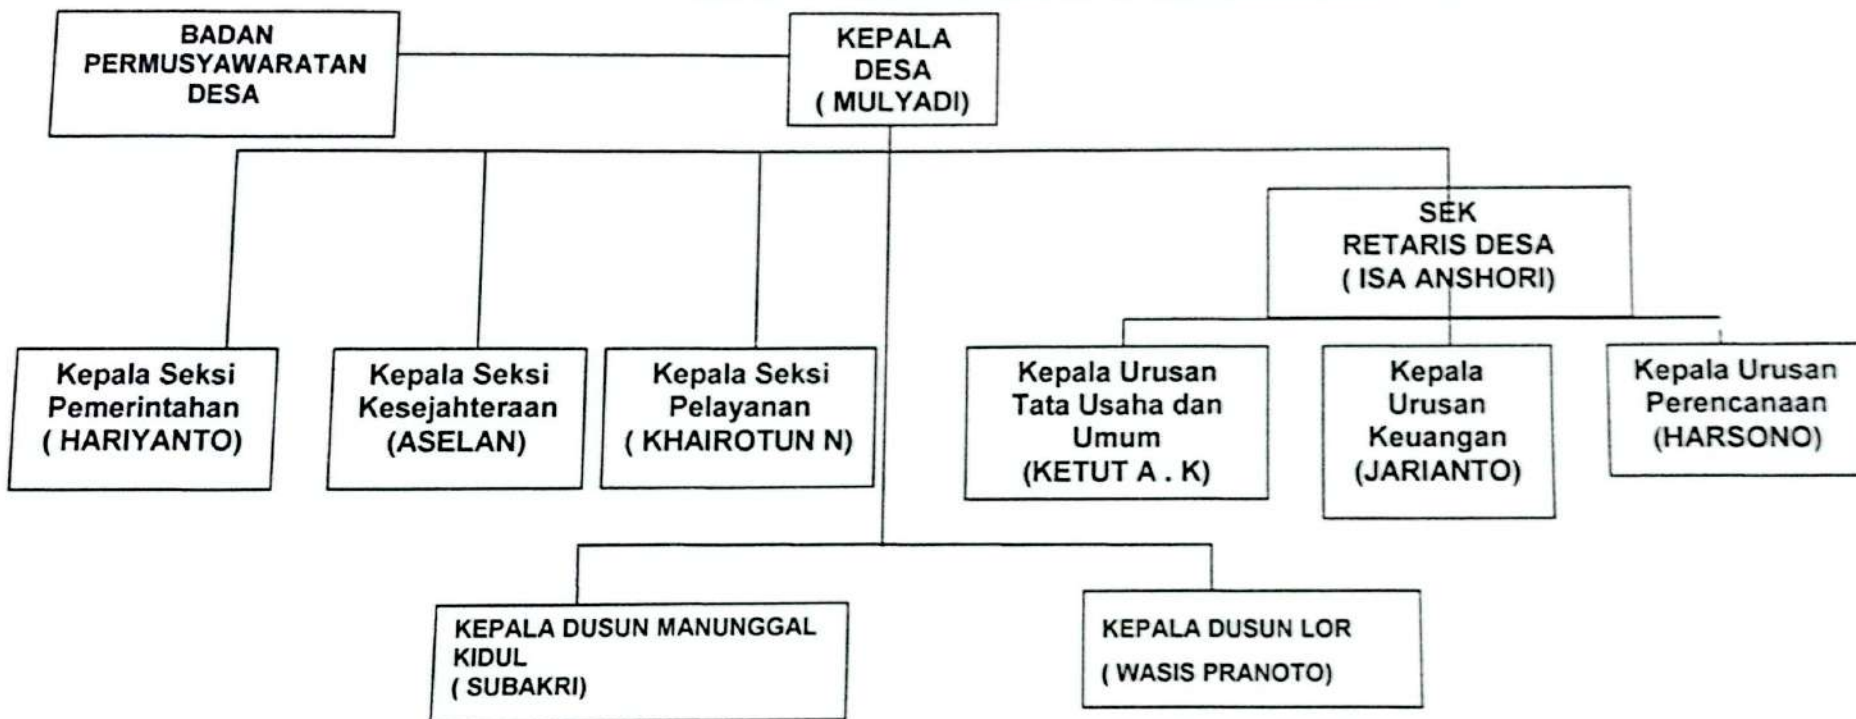 BADAN
PERMUSYAWARATAN
DESA
KEPALA
DESA
( MULYADI)
SEK
RETARIS DESA
( ISA ANSHORI)
Kepala Seksi
Pemerintahan
( HARIYANTO)
Kepala Seksi
Kesejahteraan
(ASELAN)
Kepala Seksi
Pelayanan
( KHAIROTUN N)
Kepala Urusan
Tata Usaha dan
Umum
(KETUT A . K)
Kepala
Urusan
Keuangan
(JARIANTO)
Kepala Urusan
Perencanaan
(HARSONO)
KEPALA DUSUN MANUNGGAL
KIDUL
( SUBAKRI)
KEPALA DUSUN LOR
( WASIS PRANOTO)